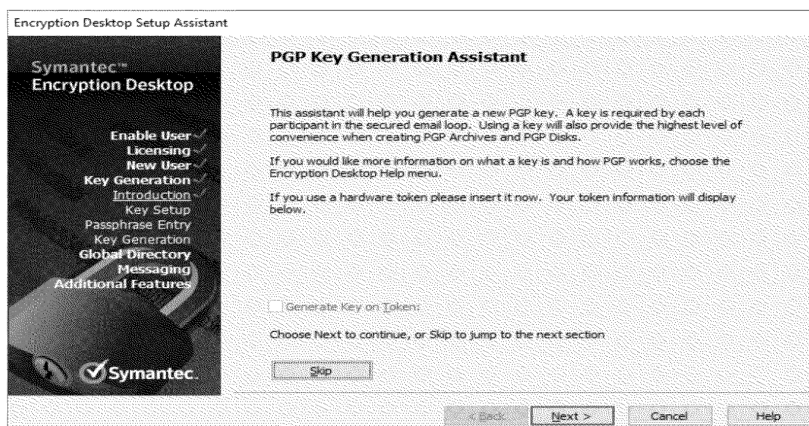 Encryption Desktop Setup Assistant
Symantec™
Encryption Desktop
Enable User
Licensing
New User
Key Generation
Introduction
Key Setup
Passphrase Entry
Key Generation
Global Directory
Messaging
Additional Features
Symantec.
PGP Key Generation Assistant
This assistant will help you generate a new PGP key. A key is required by each
participant in the secured email loop. Using a key will also provide the highest level of
convenience when creating PGP Archives and PGP Disks.
If you would like more information on what a key is and how PGP works, choose the
Encryption Desktop Help menu.
If you use a hardware token please insert it now. Your token information will display
below.
Generate Key on Token:
Choose Next to continue, or Skip to jump to the next section
Skip
< Back Next > Cancel Help